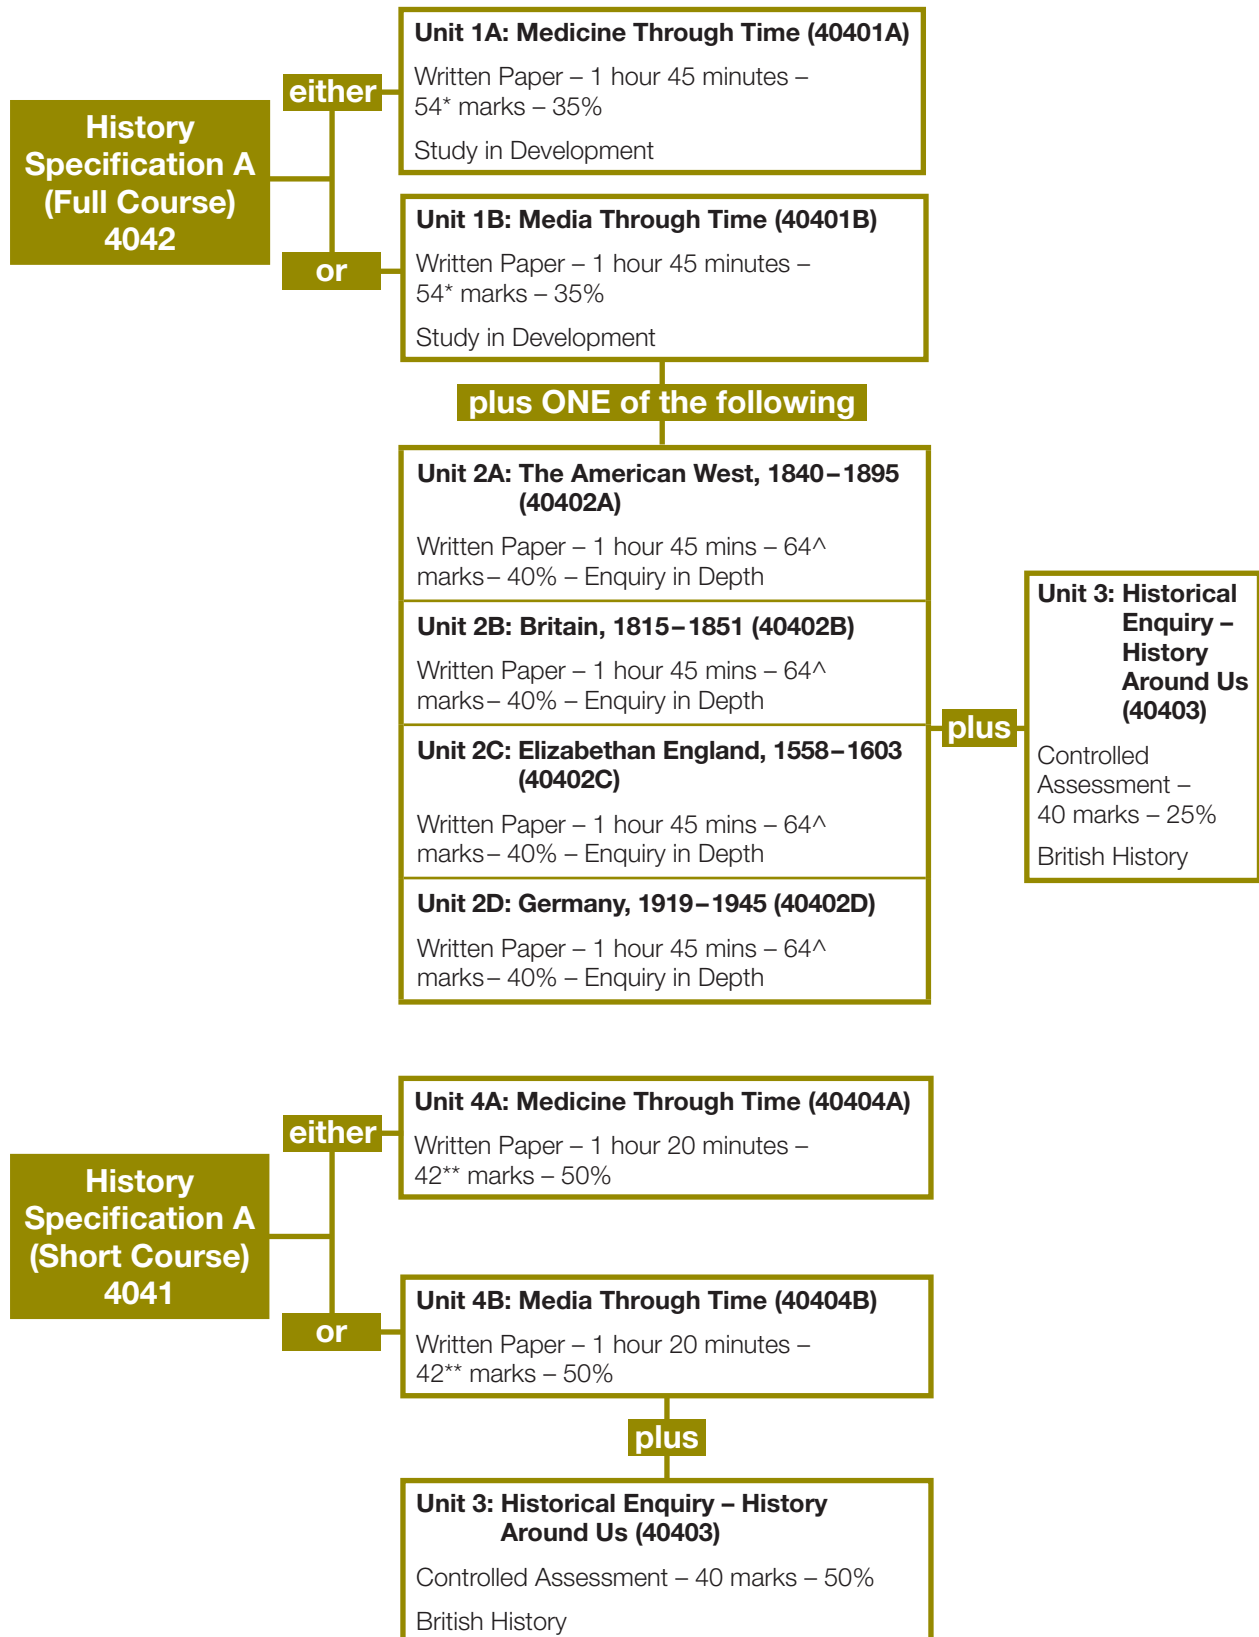 History
Specification A
(Full Course)
4042
either
or
Unit 1A: Medicine Through Time (40401A)
Written Paper – 1 hour 45 minutes –
54* marks – 35%
Study in Development
Unit 1B: Media Through Time (40401B)
Written Paper – 1 hour 45 minutes –
54* marks – 35%
Study in Development
plus ONE of the following
Unit 2A: The American West, 1840–1895
(40402A)
Written Paper – 1 hour 45 mins – 64^
marks – 40% – Enquiry in Depth
Unit 2B: Britain, 1815–1851 (40402B)
Written Paper – 1 hour 45 mins – 64^
marks – 40% – Enquiry in Depth
Unit 2C: Elizabethan England, 1558–1603
(40402C)
Written Paper – 1 hour 45 mins – 64^
marks – 40% – Enquiry in Depth
Unit 2D: Germany, 1919–1945 (40402D)
Written Paper – 1 hour 45 mins – 64^
marks – 40% – Enquiry in Depth
plus
Unit 3: Historical
Enquiry –
History
Around Us
(40403)
Controlled
Assessment –
40 marks – 25%
British History
History
Specification A
(Short Course)
4041
either
or
Unit 4A: Medicine Through Time (40404A)
Written Paper – 1 hour 20 minutes –
42** marks – 50%
Unit 4B: Media Through Time (40404B)
Written Paper – 1 hour 20 minutes –
42** marks – 50%
plus
Unit 3: Historical Enquiry – History
Around Us (40403)
Controlled Assessment – 40 marks – 50%
British History